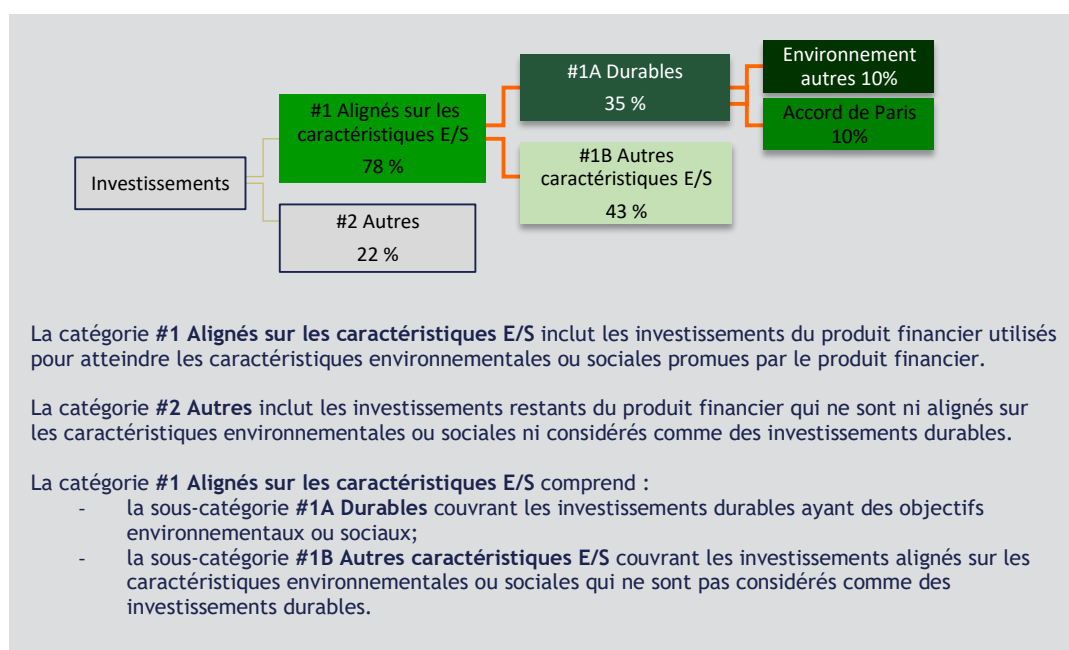 Investissements
#1 Alignés sur les
caractéristiques E/S
78 %
#2 Autres
22 %
#1A Durables
35 %
#1B Autres
caractéristiques E/S
43 %
Environnement
autres 10%
Accord de Paris
10%
La catégorie #1 Alignés sur les caractéristiques E/S inclut les investissements du produit financier utilisés
pour atteindre les caractéristiques environnementales ou sociales promues par le produit financier.
La catégorie #2 Autres inclut les investissements restants du produit financier qui ne sont ni alignés sur
les caractéristiques environnementales ou sociales ni considérés comme des investissements durables.
La catégorie #1 Alignés sur les caractéristiques E/S comprend :
- la sous-catégorie #1A Durables couvrant les investissements durables ayant des objectifs
environnementaux ou sociaux;
- la sous-catégorie #1B Autres caractéristiques E/S couvrant les investissements alignés sur les
caractéristiques environnementales ou sociales qui ne sont pas considérés comme des
investissements durables.